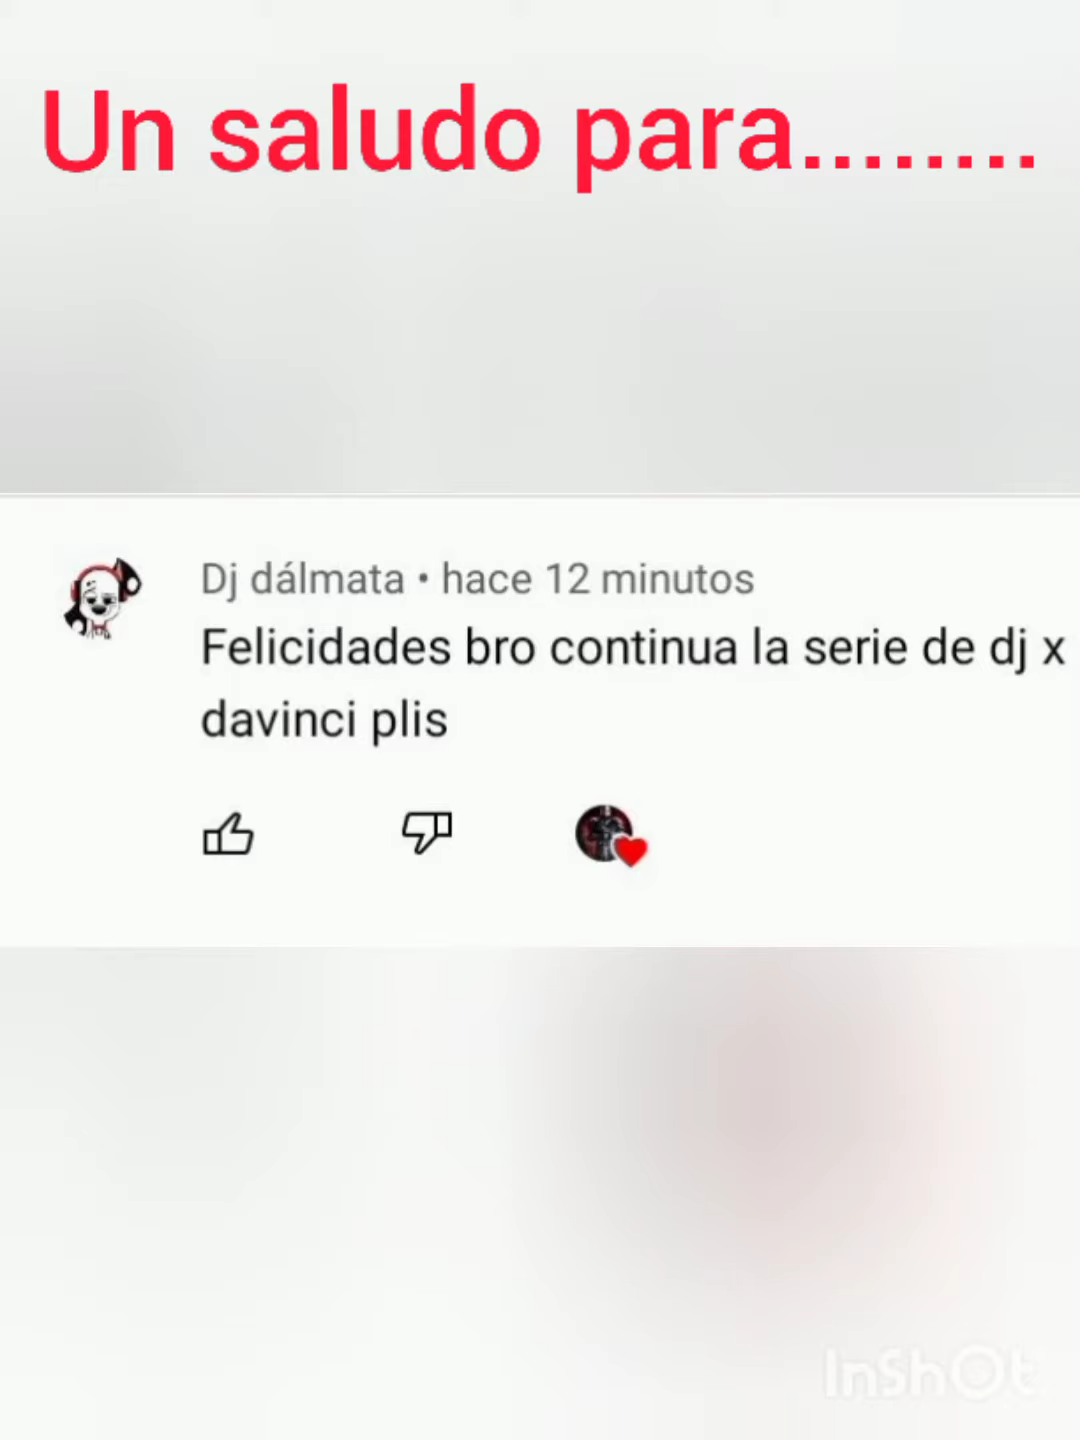 Un saludo para........
Dj dálmata • hace 12 minutos
Felicidades bro continua la serie de dj x
davinci plis
InShOt